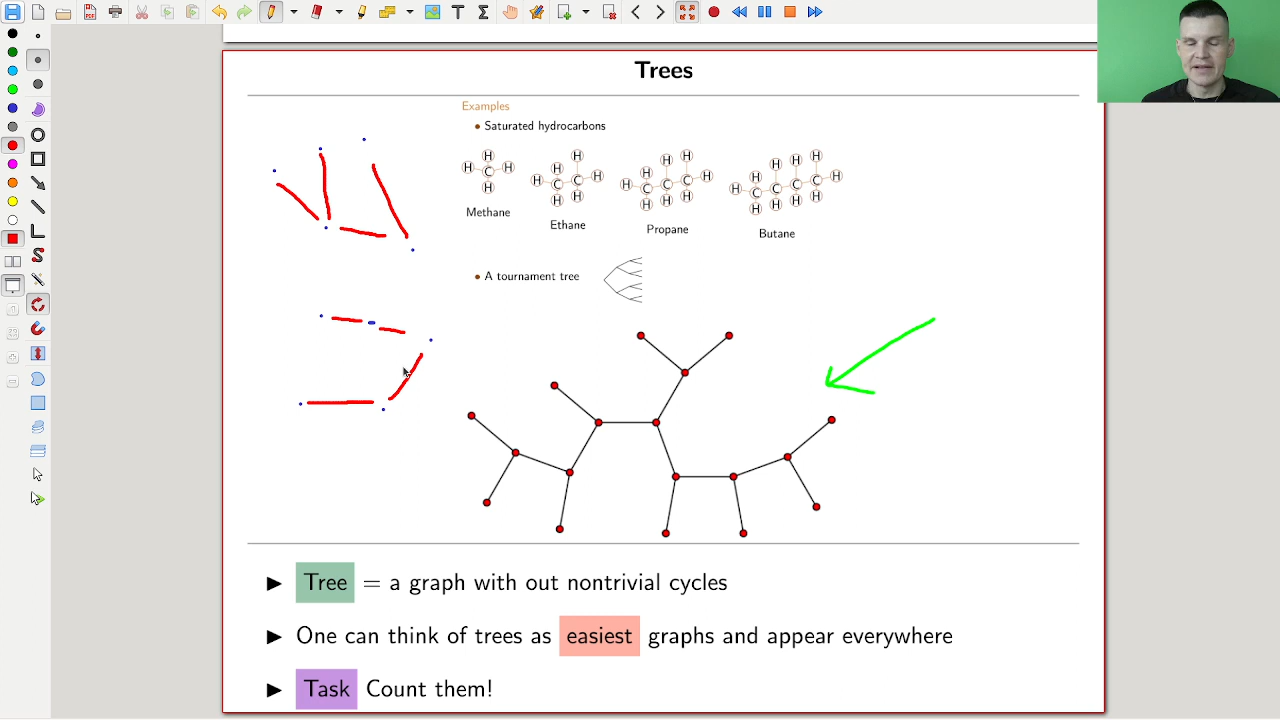 Trees
Examples
• Saturated hydrocarbons
H
H C H
H
Methane
H H
H C C H
H H
Ethane
H H H
H C C C H
H H H
Propane
H H H H
H C C C C H
H H H H
Butane
• A tournament tree
► Tree = a graph with out nontrivial cycles
► One can think of trees as easiest graphs and appear everywhere
► Task Count them!